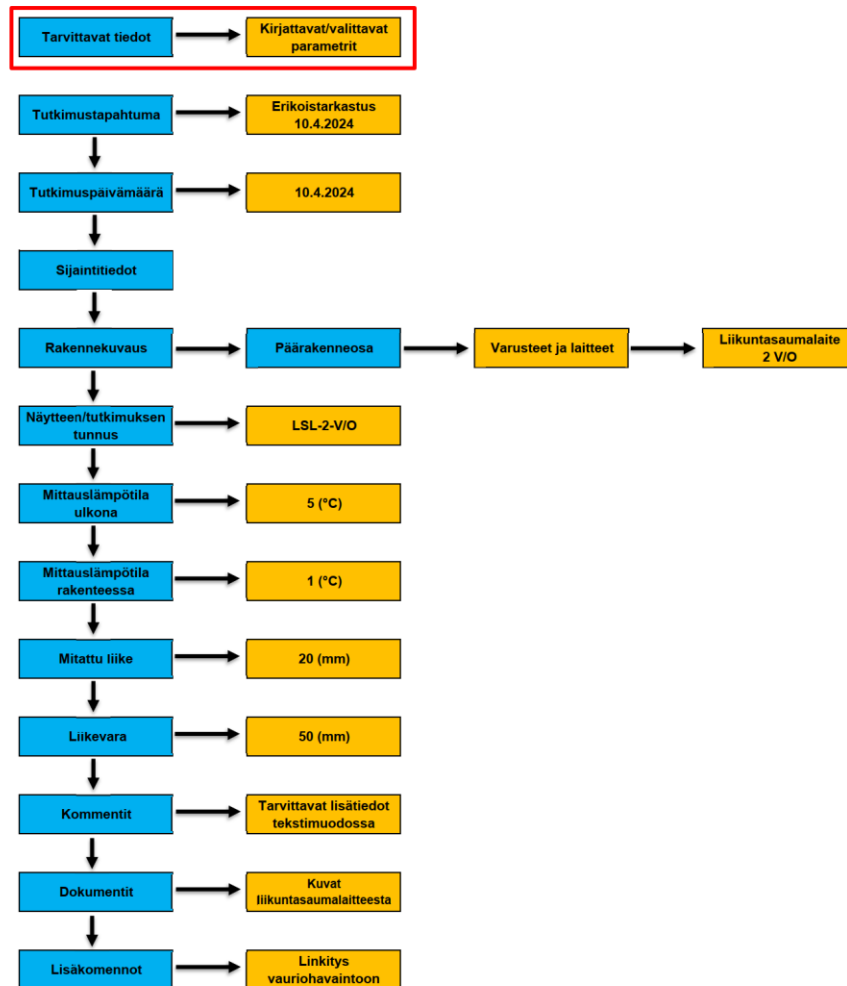 Tarvittavat tiedot
Kirjattavat/valittavat
parametrit
Tutkimustapahtuma
Erikoistarkastus
10.4.2024
Tutkimuspäivämäärä
10.4.2024
Sijaintitiedot
Rakennekuvaus
Päärakenneosa
Varusteet ja laitteet
Liikuntasaumalaite
2 V/O
Näytteen/tutkimuksen
tunnus
LSL-2-V/O
Mittauslämpötila
ulkona
5 (°C)
Mittauslämpötila
rakenteessa
1 (°C)
Mitattu liike
20 (mm)
Liikevara
50 (mm)
Kommentit
Tarvittavat lisätiedot
tekstimuodossa
Dokumentit
Kuvat
liikuntasaumalaitteesta
Lisäkomennot
Linkitys
vauriohavaintoon